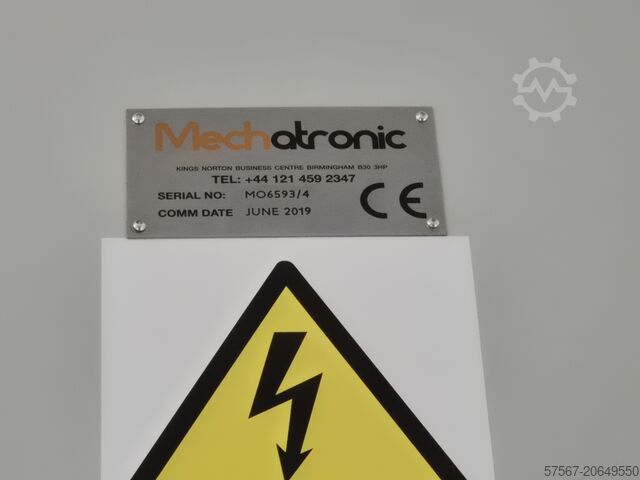 Mechatronic
KINGS NORTON BUSINESS CENTRE BIRMINGHAM B30 3HP
TEL: +44 121 459 2347
SERIAL NO: MO6593/4
COMM DATE JUNE 2019
CE
57567-20649550